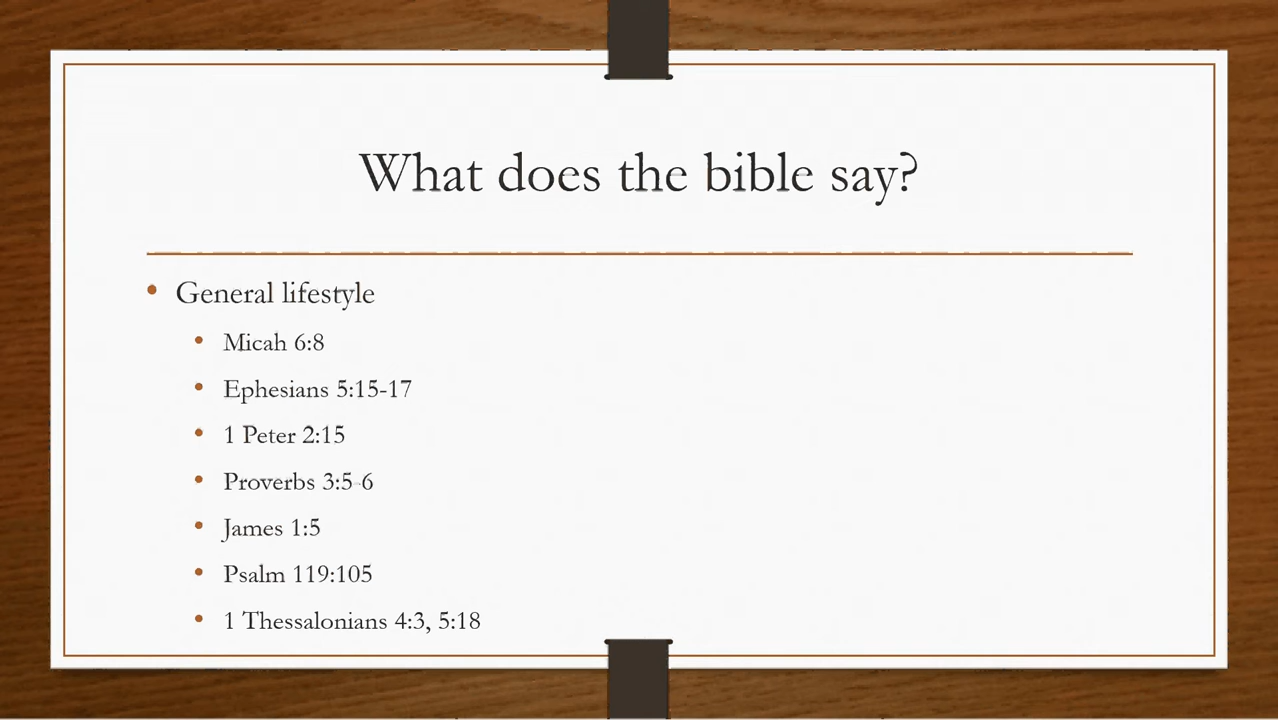 What does the bible say?
• General lifestyle
• Micah 6:8
• Ephesians 5:15-17
• 1 Peter 2:15
• Proverbs 3:5-6
• James 1:5
• Psalm 119:105
• 1 Thessalonians 4:3, 5:18